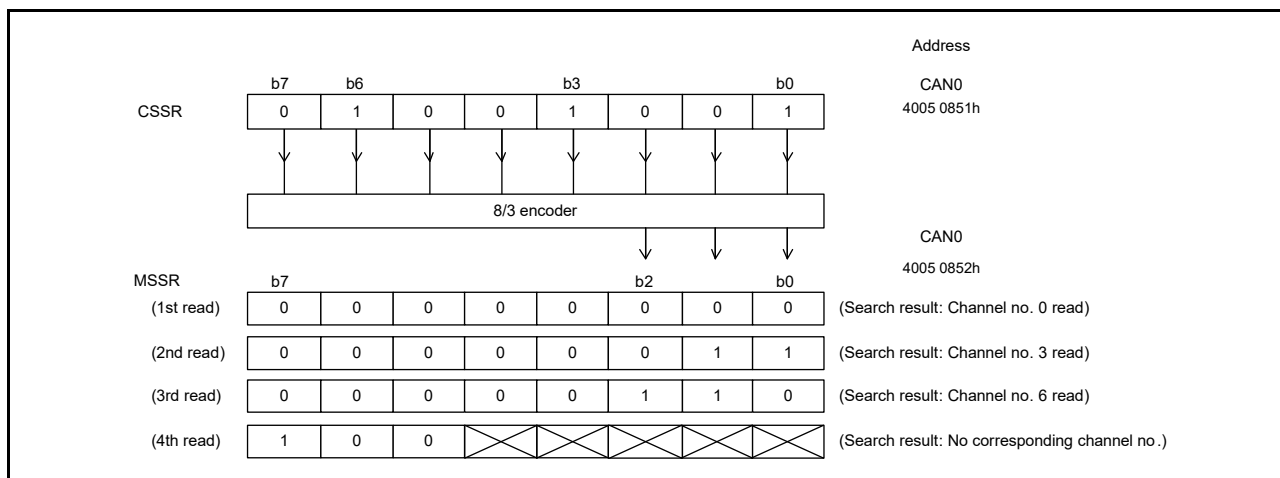 Address
b7 b6 b3 b0 CAN0
CSSR 0 1 0 0 1 0 0 1 4005 0851h
8/3 encoder
CAN0
4005 0852h
MSSR b7 b2 b0
(1st read) 0 0 0 0 0 0 0 0 (Search result: Channel no. 0 read)
(2nd read) 0 0 0 0 0 0 1 1 (Search result: Channel no. 3 read)
(3rd read) 0 0 0 0 0 1 1 0 (Search result: Channel no. 6 read)
(4th read) 1 0 0 (Search result: No corresponding channel no.)